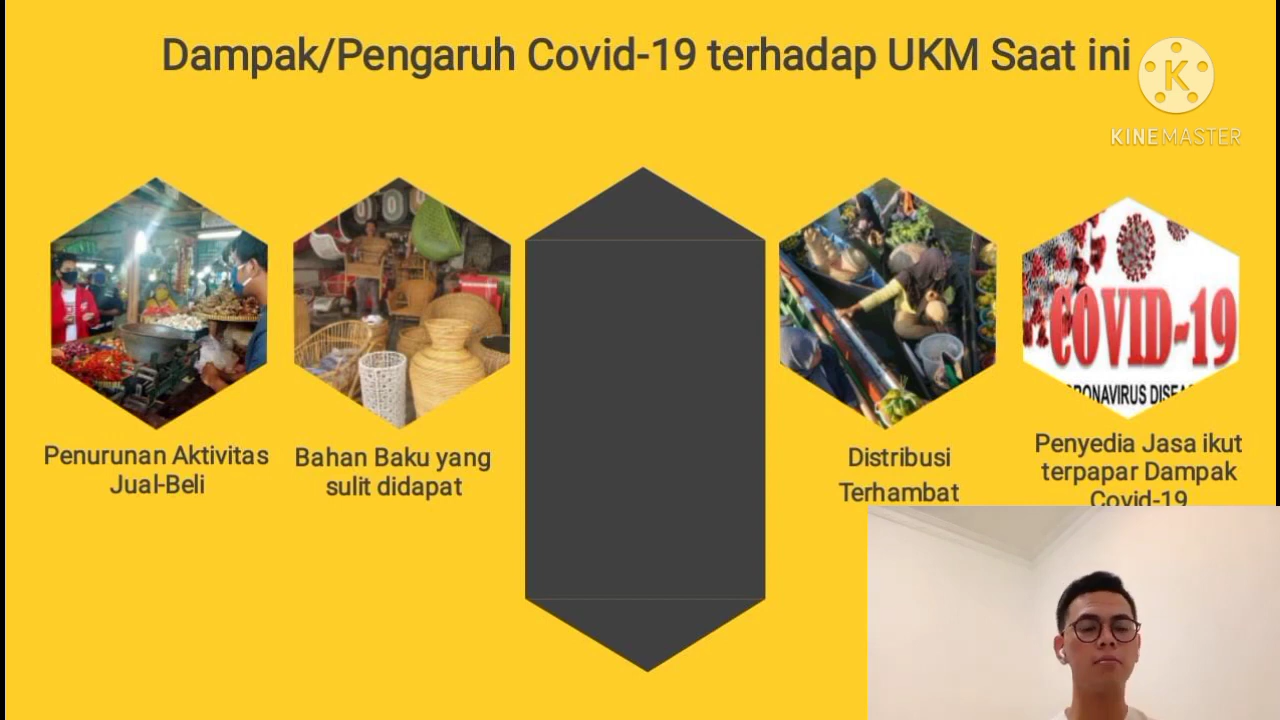 Dampak/Pengaruh Covid-19 terhadap UKM Saat ini
KINEMASTER
K
COVID-19
Penurunan Aktivitas
Jual-Beli
Bahan Baku yang
sulit didapat
Distribusi
Terhambat
Penyedia Jasa ikut
terpapar Dampak
Covid-19